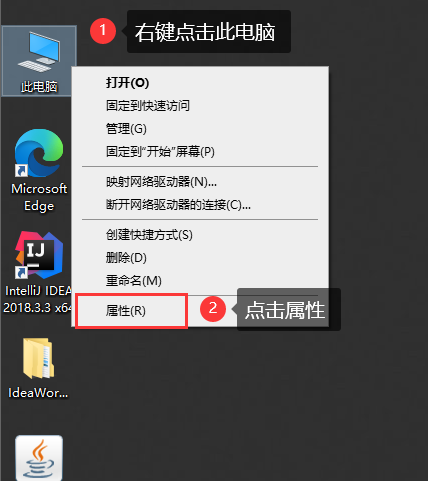 1 右键点击此电脑
此电脑
打开(O)
固定到快速访问
管理(G)
固定到“开始”屏幕(P)
映射网络驱动器(N)...
断开网络驱动器的连接(C)...
创建快捷方式(S)
删除(D)
重命名(M)
属性(R)
2 点击属性
Microsoft
Edge
IJ
IntelliJ IDEA
2018.3.3 x64
IdeaWor...